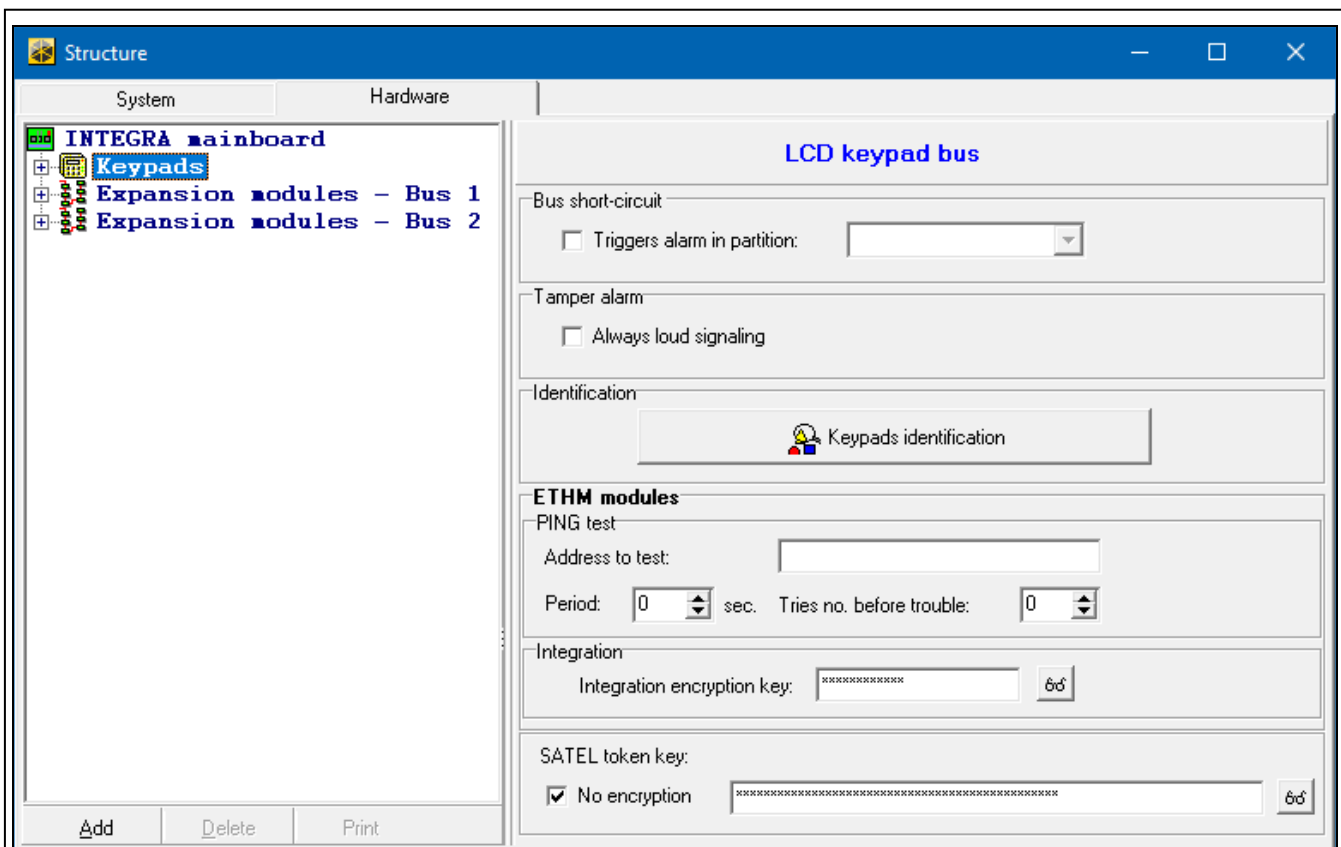 Structure
System
Hardware
INTEGRA mainboard
Keypads
Expansion modules – Bus 1
Expansion modules – Bus 2
Add
Delete
Print
LCD keypad bus
Bus short-circuit
Triggers alarm in partition:
Tamper alarm
Always loud signaling
Identification
Keypads identification
ETHM modules
PING test
Address to test:
Period: 0 sec. Tries no. before trouble: 0
Integration
Integration encryption key: ************
SATEL token key:
No encryption ***********************************************